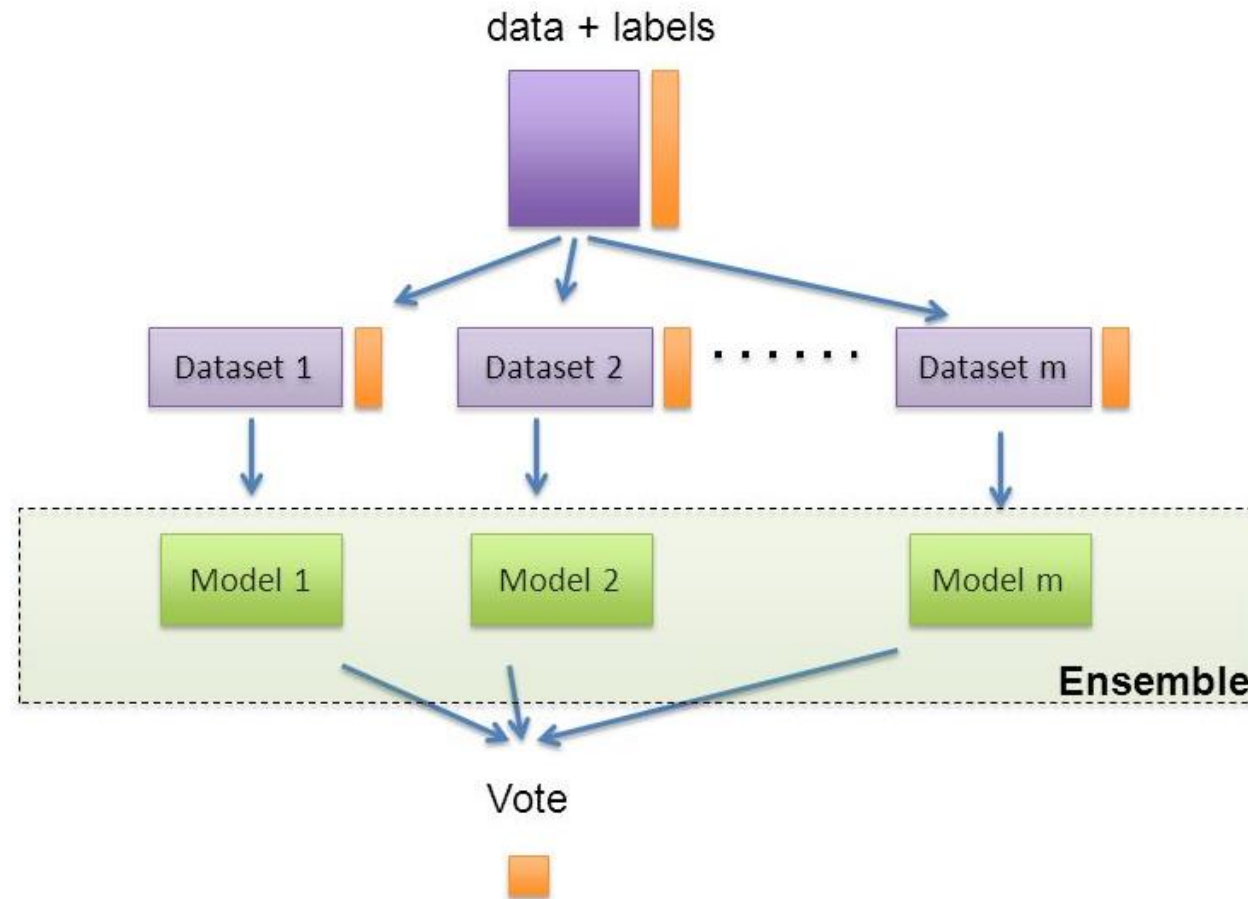 data + labels
Dataset 1
Dataset 2
......
Dataset m
Model 1
Model 2
Model m
Ensemble
Vote